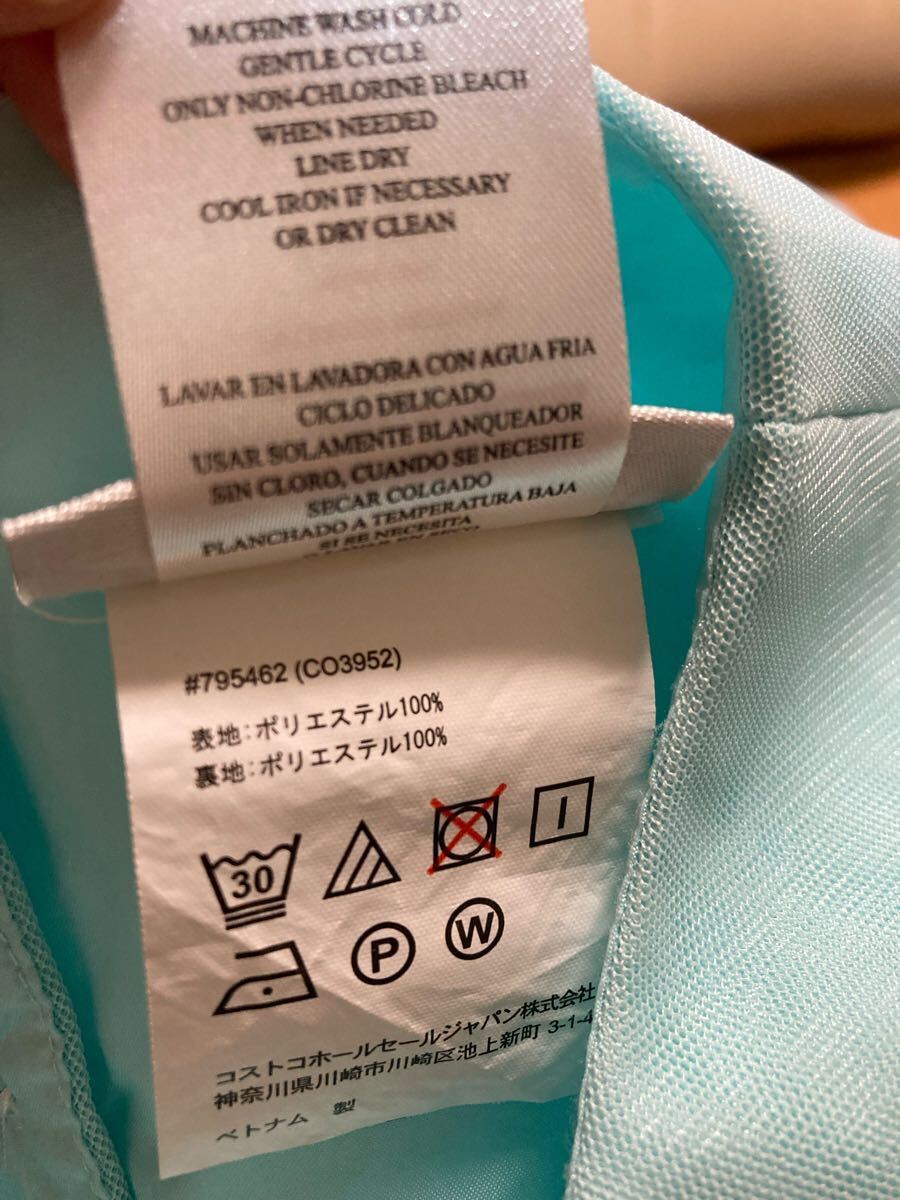 MACHINE WASH COLD
GENTLE CYCLE
ONLY NON-CHLORINE BLEACH
WHEN NEEDED
LINE DRY
COOL IRON IF NECESSARY
OR DRY CLEAN
LAVAR EN LAVADORA CON AGUA FRIA
CICLO DELICADO
USAR SOLAMENTE BLANQUEADOR
SIN CLORO, CUANDO SE NECESITE
SECAR COLGADO
PLANCHADO A TEMPERATURA BAJA
SI SE NECESITA
#795462 (CO3952)
表地:ポリエステル100%
裏地:ポリエステル100%
30
P W
コストコホールセールジャパン株式会社
神奈川県川崎市川崎区池上新町 3-1-4
ベトナム 製